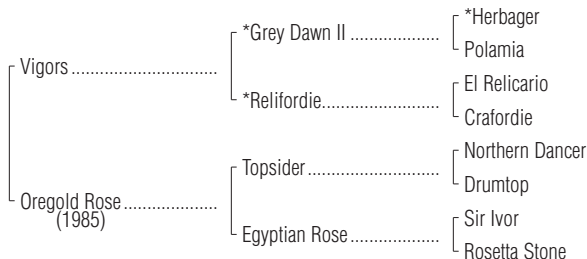 *Herbager
*Grey Dawn II ....................
Polamia
Vigors .................................
El Relicario
*Relifordie..........................
Crafordie
Northern Dancer
Topsider.............................
Drumtop
Oregold Rose.....................
(1985)
Sir Ivor
Egyptian Rose ....................
Rosetta Stone